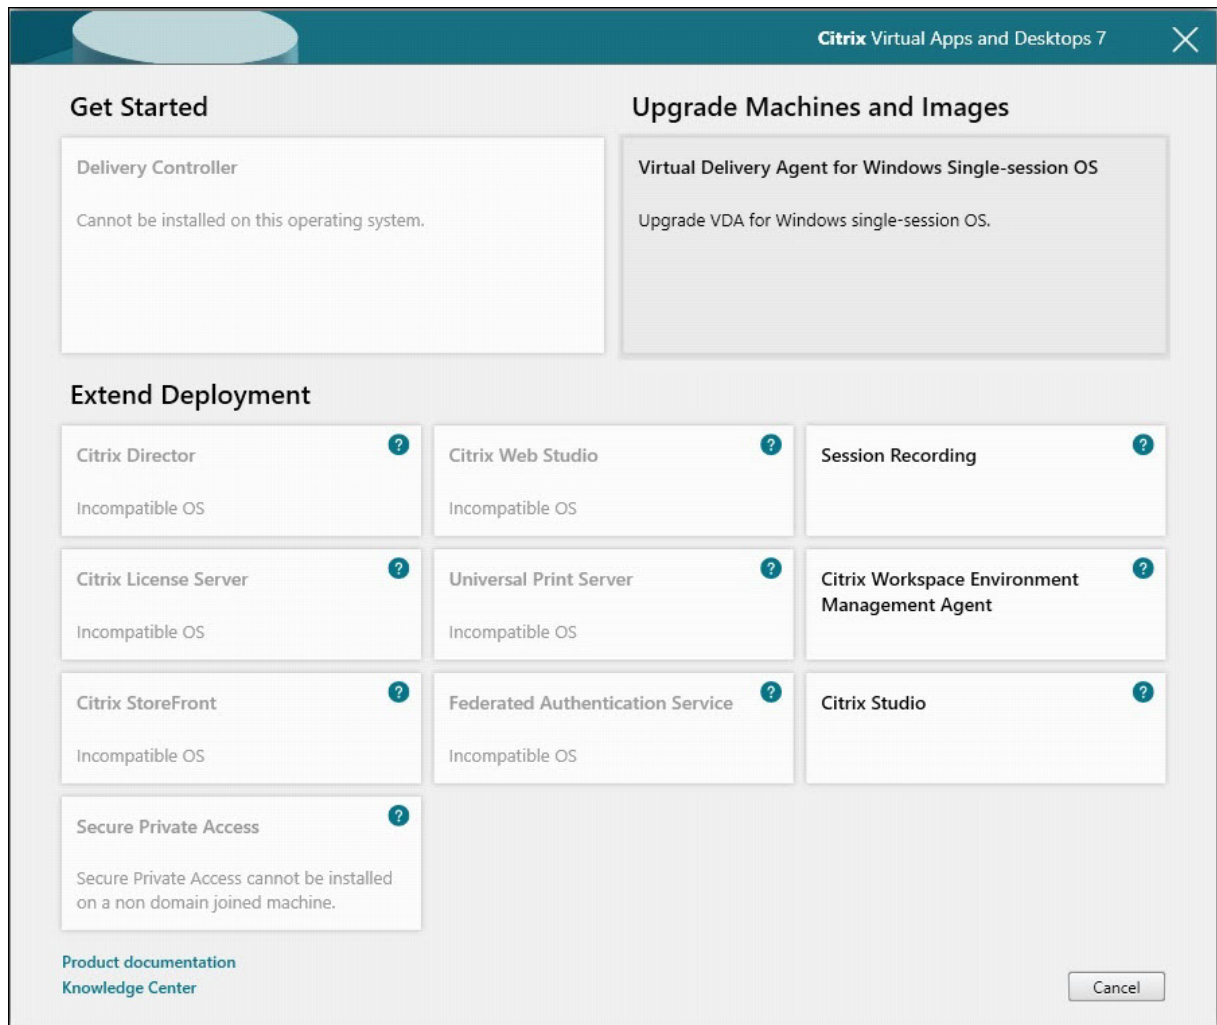 Citrix Virtual Apps and Desktops 7
Get Started
Delivery Controller
Cannot be installed on this operating system.
Upgrade Machines and Images
Virtual Delivery Agent for Windows Single-session OS
Upgrade VDA for Windows single-session OS.
Extend Deployment
Citrix Director
?
Incompatible OS
Citrix Web Studio
?
Incompatible OS
Session Recording
?
Citrix License Server
?
Incompatible OS
Universal Print Server
?
Incompatible OS
Citrix Workspace Environment
Management Agent
?
Citrix StoreFront
?
Incompatible OS
Federated Authentication Service
?
Incompatible OS
Citrix Studio
?
Secure Private Access
?
Secure Private Access cannot be installed
on a non domain joined machine.
Product documentation
Knowledge Center
Cancel